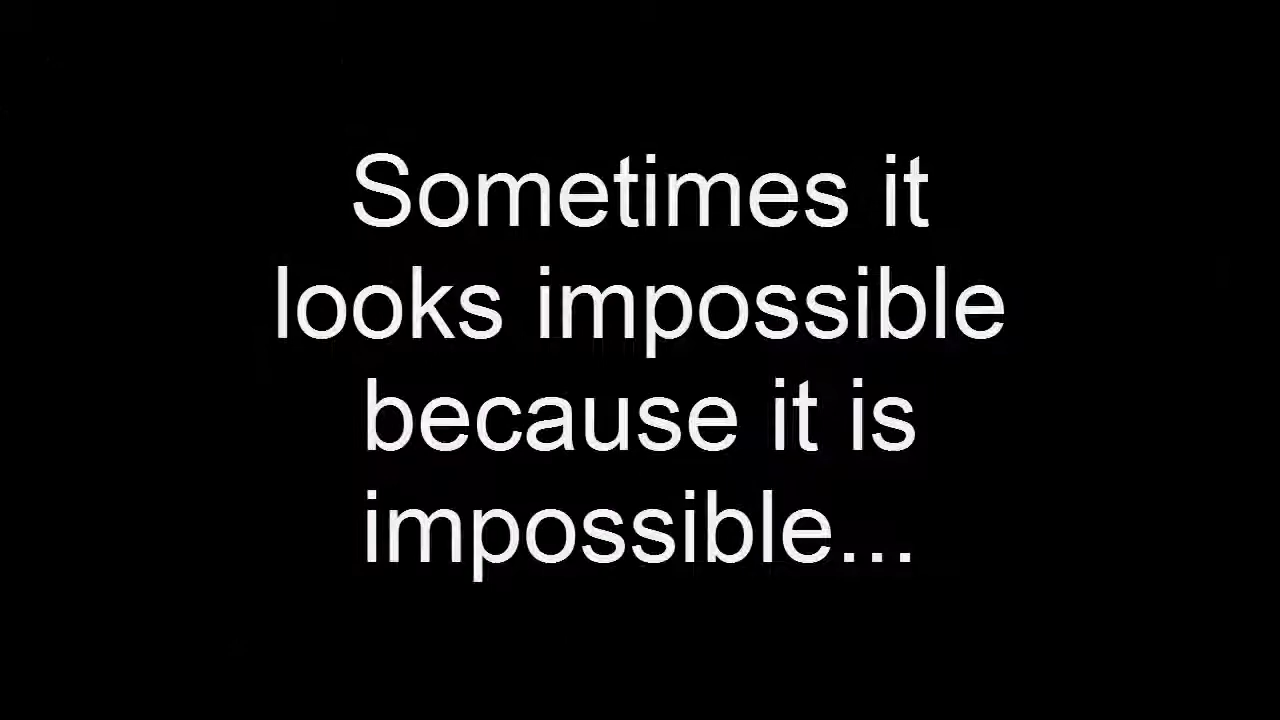 Sometimes it
looks impossible
because it is
impossible...